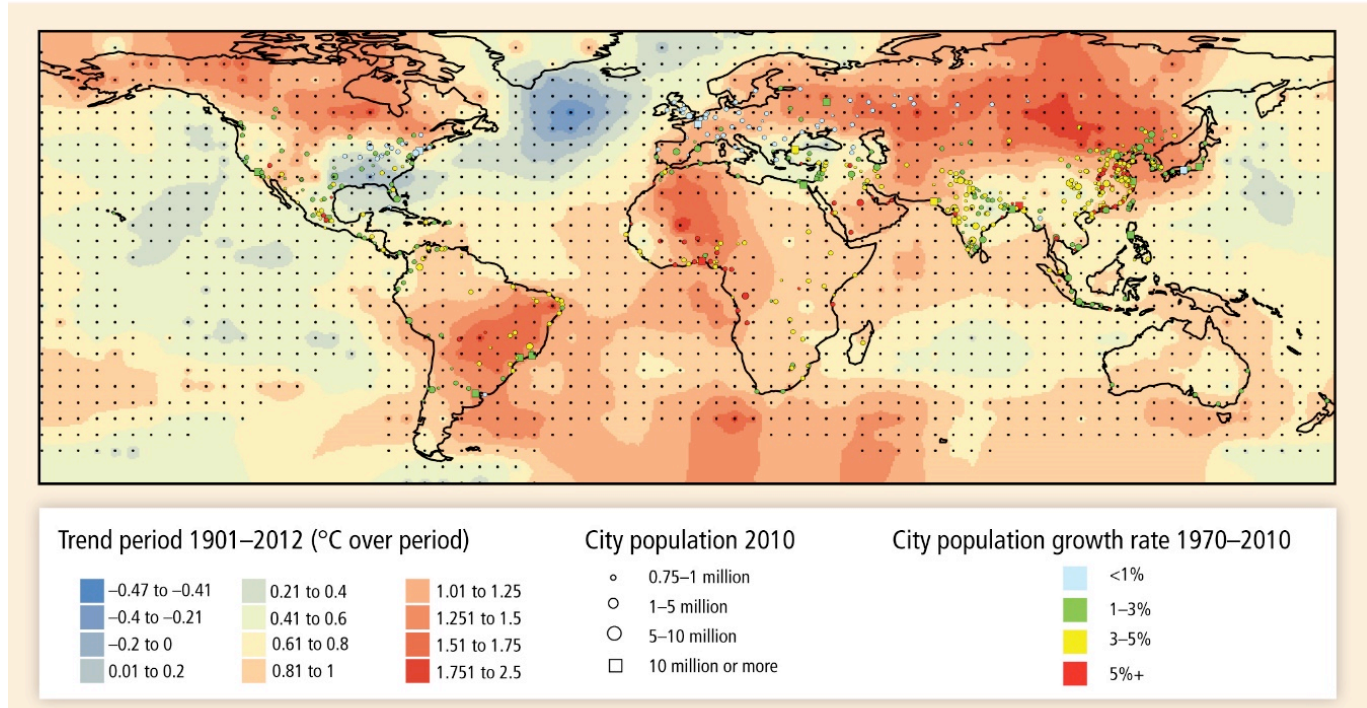 Trend period 1901–2012 (°C over period)
–0.47 to –0.41
–0.4 to –0.21
–0.2 to 0
0.01 to 0.2
0.21 to 0.4
0.41 to 0.6
0.61 to 0.8
0.81 to 1
1.01 to 1.25
1.251 to 1.5
1.51 to 1.75
1.751 to 2.5
City population 2010
0.75–1 million
1–5 million
5–10 million
10 million or more
City population growth rate 1970–2010
<1%
1–3%
3–5%
5%+